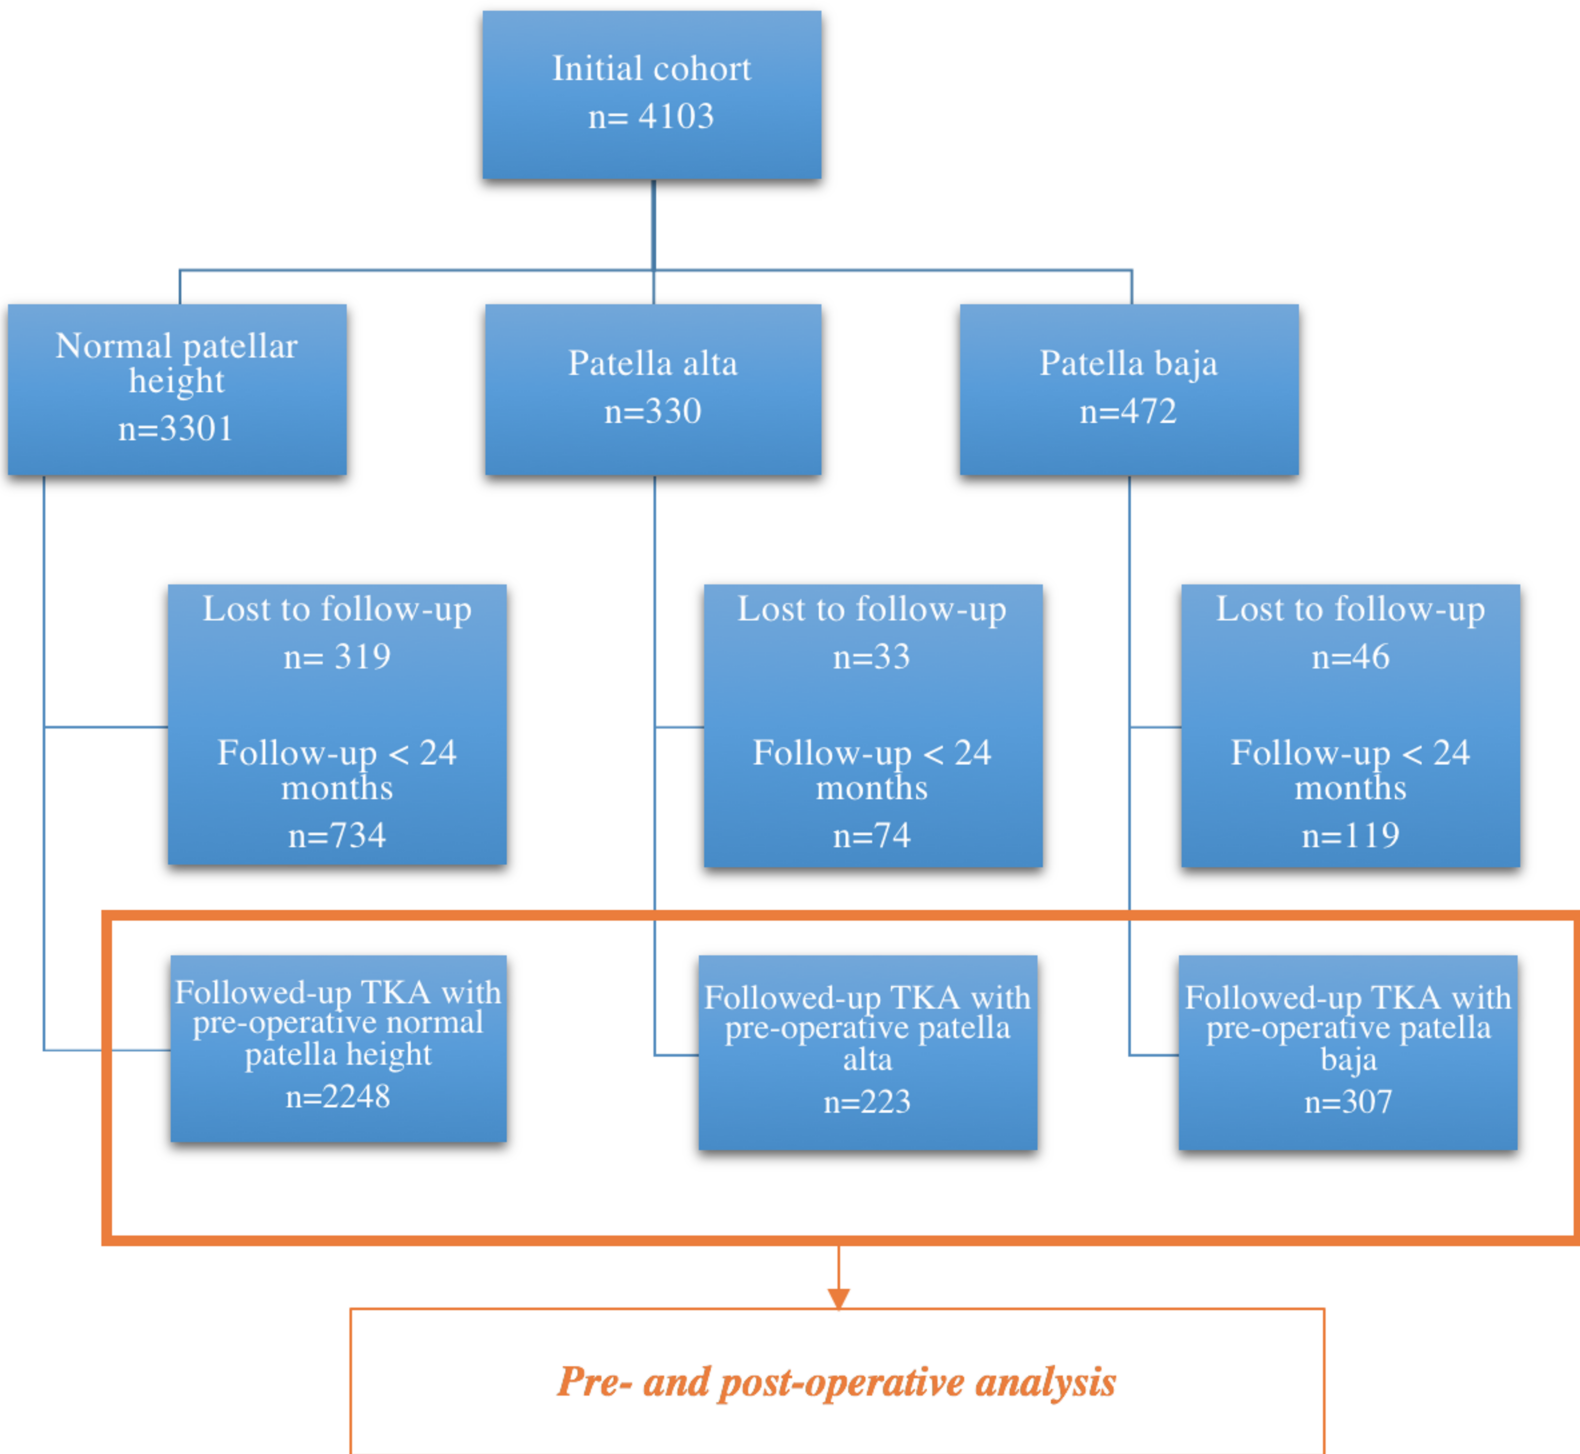 Initial cohort
n= 4103
Normal patellar
height
n=3301
Patella alta
n=330
Patella baja
n=472
Lost to follow-up
n= 319
Follow-up < 24
months
n=734
Lost to follow-up
n=33
Follow-up < 24
months
n=74
Lost to follow-up
n=46
Follow-up < 24
months
n=119
Followed-up TKA with
pre-operative normal
patella height
n=2248
Followed-up TKA with
pre-operative patella
alta
n=223
Followed-up TKA with
pre-operative patella
baja
n=307
Pre- and post-operative analysis